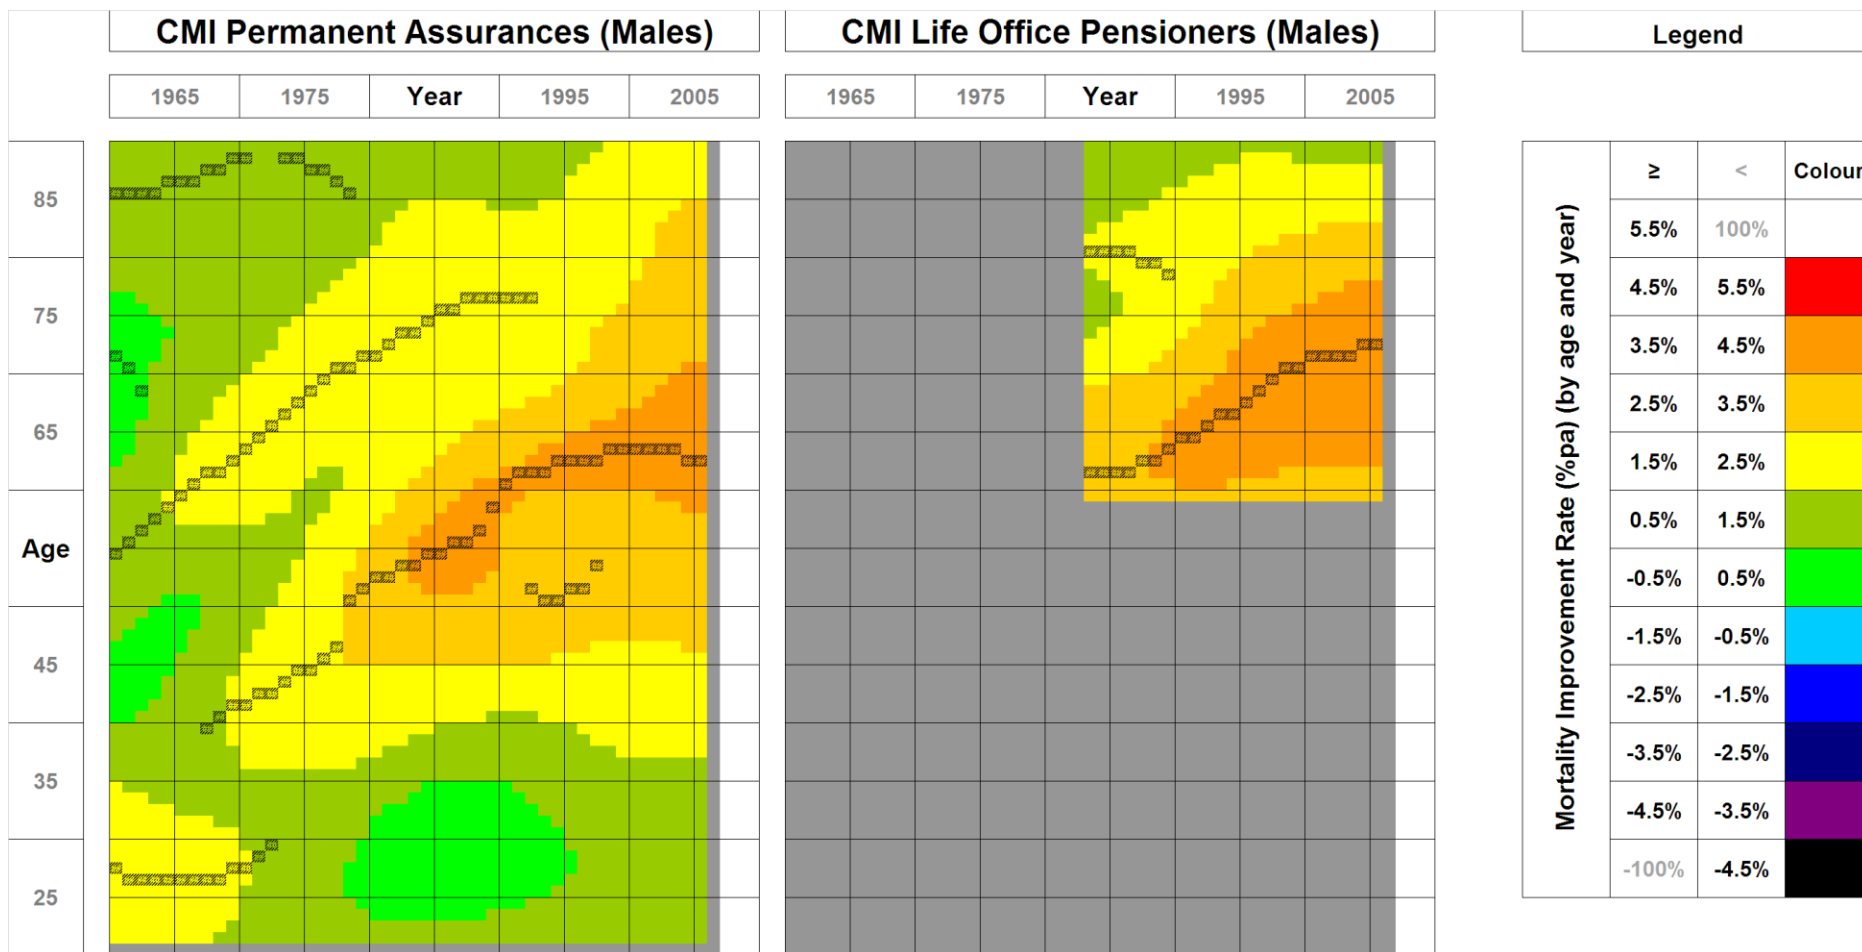 CMI Permanent Assurances (Males)
CMI Life Office Pensioners (Males)
Legend
1965 1975 Year 1995 2005
1965 1975 Year 1995 2005
85
75
65
Age
45
35
25
Mortality Improvement Rate (%pa) (by age and year)
≥ < Colour
5.5% 100%
4.5% 5.5%
3.5% 4.5%
2.5% 3.5%
1.5% 2.5%
0.5% 1.5%
-0.5% 0.5%
-1.5% -0.5%
-2.5% -1.5%
-3.5% -2.5%
-4.5% -3.5%
-100% -4.5%